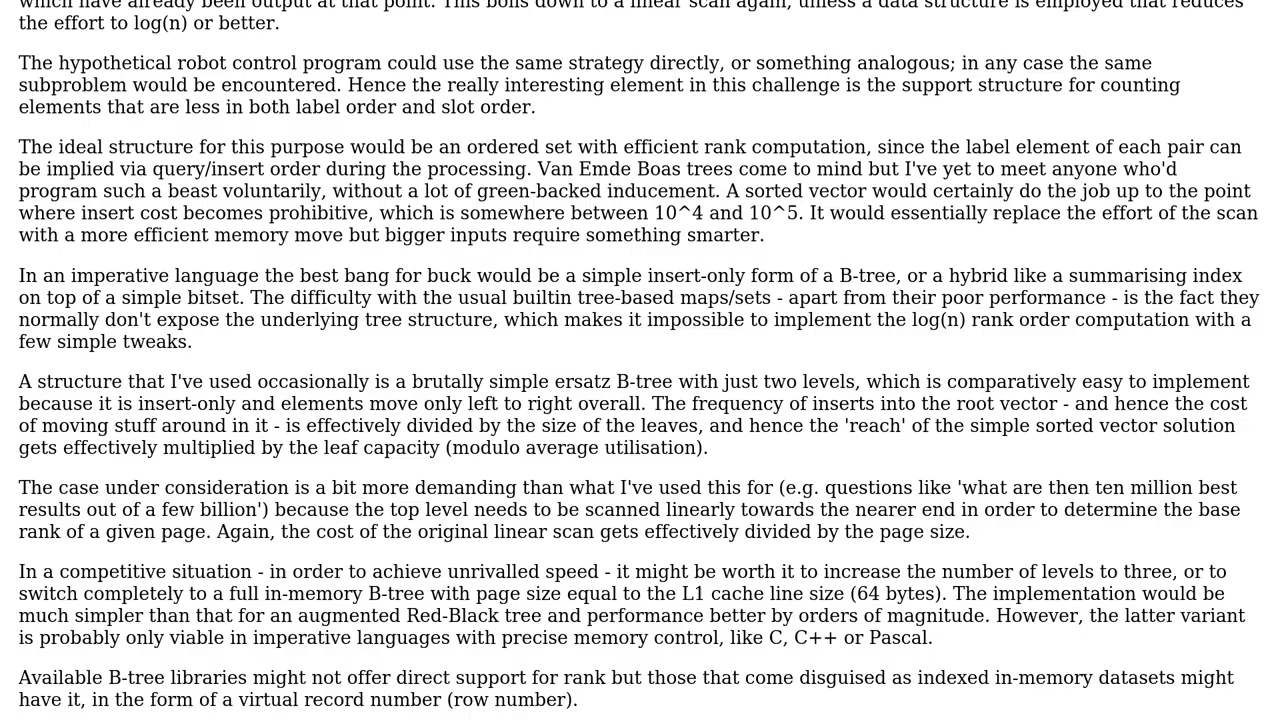 which have already been output at that point. This boils down to a linear scan again, unless a data structure is employed that reduces
the effort to log(n) or better.
The hypothetical robot control program could use the same strategy directly, or something analogous; in any case the same
subproblem would be encountered. Hence the really interesting element in this challenge is the support structure for counting
elements that are less in both label order and slot order.
The ideal structure for this purpose would be an ordered set with efficient rank computation, since the label element of each pair can
be implied via query/insert order during the processing. Van Emde Boas trees come to mind but I've yet to meet anyone who'd
program such a beast voluntarily, without a lot of green-backed inducement. A sorted vector would certainly do the job up to the point
where insert cost becomes prohibitive, which is somewhere between 10^4 and 10^5. It would essentially replace the effort of the scan
with a more efficient memory move but bigger inputs require something smarter.
In an imperative language the best bang for buck would be a simple insert-only form of a B-tree, or a hybrid like a summarising index
on top of a simple bitset. The difficulty with the usual builtin tree-based maps/sets - apart from their poor performance - is the fact they
normally don't expose the underlying tree structure, which makes it impossible to implement the log(n) rank order computation with a
few simple tweaks.
A structure that I've used occasionally is a brutally simple ersatz B-tree with just two levels, which is comparatively easy to implement
because it is insert-only and elements move only left to right overall. The frequency of inserts into the root vector - and hence the cost
of moving stuff around in it - is effectively divided by the size of the leaves, and hence the 'reach' of the simple sorted vector solution
gets effectively multiplied by the leaf capacity (modulo average utilisation).
The case under consideration is a bit more demanding than what I've used this for (e.g. questions like 'what are then ten million best
results out of a few billion') because the top level needs to be scanned linearly towards the nearer end in order to determine the base
rank of a given page. Again, the cost of the original linear scan gets effectively divided by the page size.
In a competitive situation - in order to achieve unrivalled speed - it might be worth it to increase the number of levels to three, or to
switch completely to a full in-memory B-tree with page size equal to the L1 cache line size (64 bytes). The implementation would be
much simpler than that for an augmented Red-Black tree and performance better by orders of magnitude. However, the latter variant
is probably only viable in imperative languages with precise memory control, like C, C++ or Pascal.
Available B-tree libraries might not offer direct support for rank but those that come disguised as indexed in-memory datasets might
have it, in the form of a virtual record number (row number).